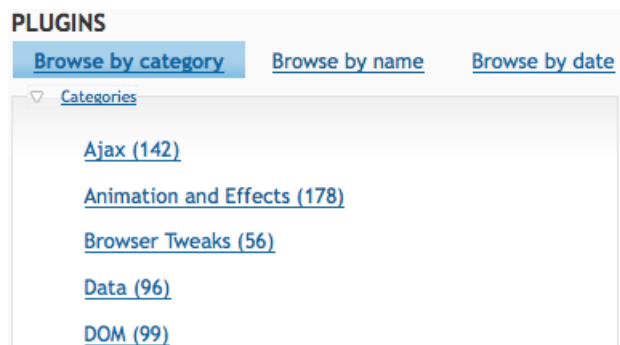 PLUGINS
Browse by category Browse by name Browse by date
Categories
Ajax (142)
Animation and Effects (178)
Browser Tweaks (56)
Data (96)
DOM (99)